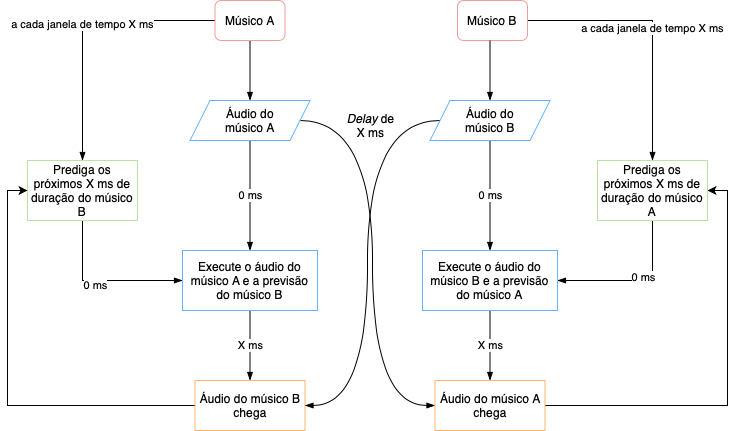 Músico A
Músico B
a cada janela de tempo X ms
a cada janela de tempo X ms
Áudio do
músico A
Delay de
X ms
Áudio do
músico B
Prediga os
próximos X ms de
duração do músico
B
0 ms
0 ms
Prediga os
próximos X ms de
duração do músico
A
0 ms
Execute o áudio do
músico A e a previsão
do músico B
Execute o áudio do
músico B e a previsão
do músico A
0 ms
X ms
X ms
Áudio do músico B
chega
Áudio do músico A
chega